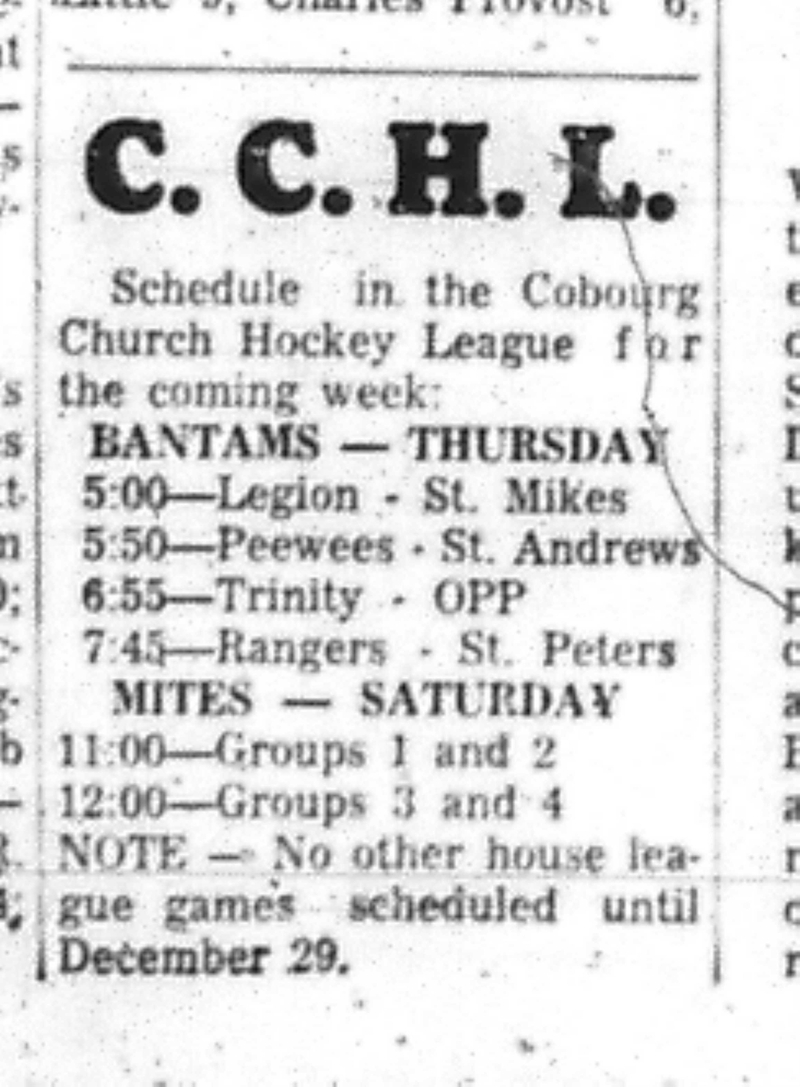 Charles Provost 6,
C. C. H. L.
Schedule in the Cobourg
Church Hockey League for
the coming week:
BANTAMS — THURSDAY
5:00—Legion - St. Mikes
5:50—Peewees - St. Andrews
6:55—Trinity - OPP
7:45—Rangers - St. Peters
MITES — SATURDAY
11:00—Groups 1 and 2
12:00—Groups 3 and 4
NOTE — No other house lea-
gue games scheduled until
December 29.